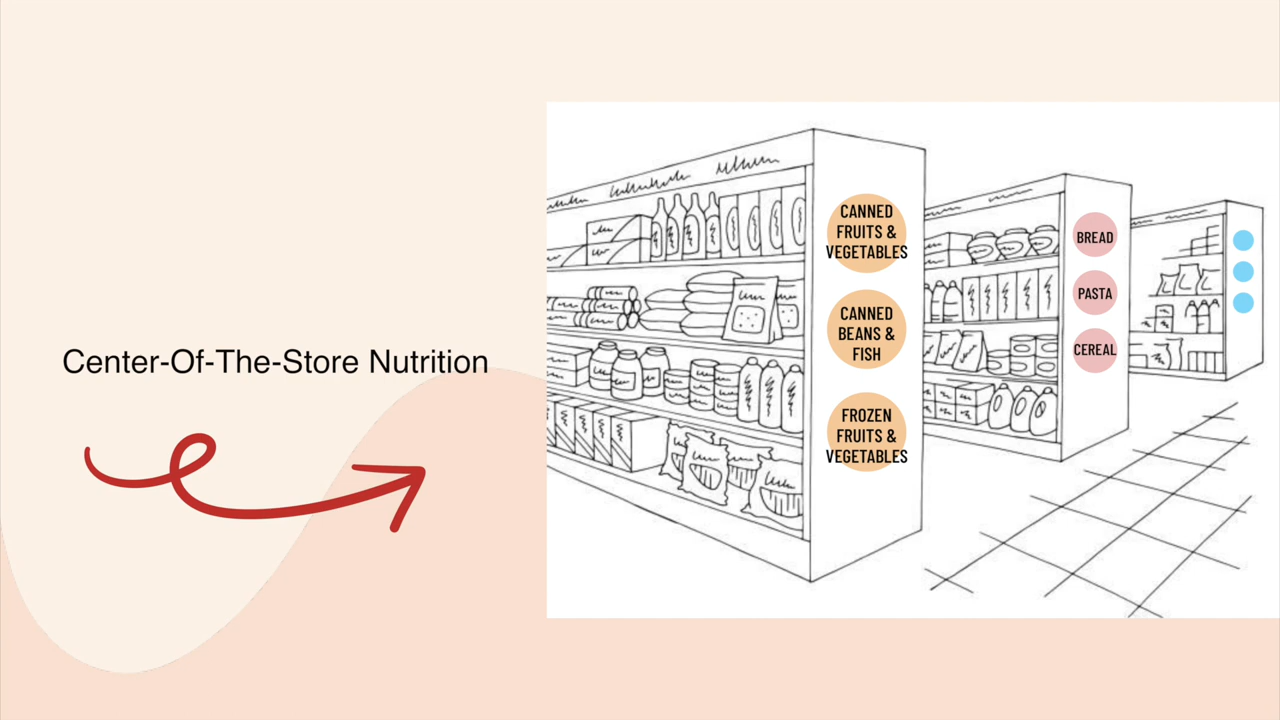 Center-Of-The-Store Nutrition
CANNED
FRUITS &
VEGETABLES
CANNED
BEANS &
FISH
FROZEN
FRUITS &
VEGETABLES
BREAD
PASTA
CEREAL